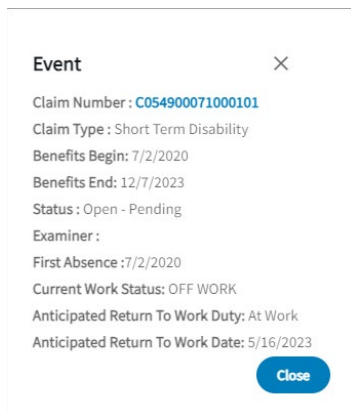 Event
Claim Number : C054900071000101
Claim Type : Short Term Disability
Benefits Begin: 7/2/2020
Benefits End: 12/7/2023
Status : Open - Pending
Examiner :
First Absence :7/2/2020
Current Work Status: OFF WORK
Anticipated Return To Work Duty: At Work
Anticipated Return To Work Date: 5/16/2023
Close